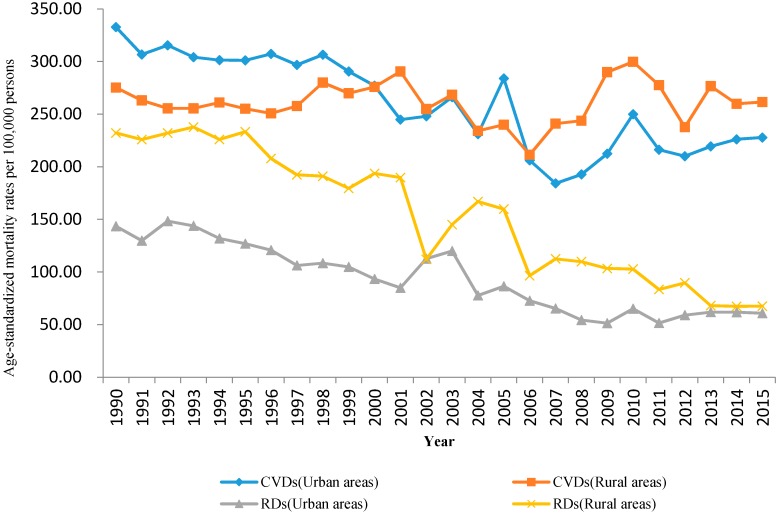 350.00
300.00
250.00
200.00
150.00
100.00
50.00
0.00
Age-standardized mortality rates per 100,000 persons
1990 1991 1992 1993 1994 1995 1996 1997 1998 1999 2000 2001 2002 2003 2004 2005 2006 2007 2008 2009 2010 2011 2012 2013 2014 2015
Year
CVDs(Urban areas) CVDs(Rural areas)
RDs(Urban areas) RDs(Rural areas)